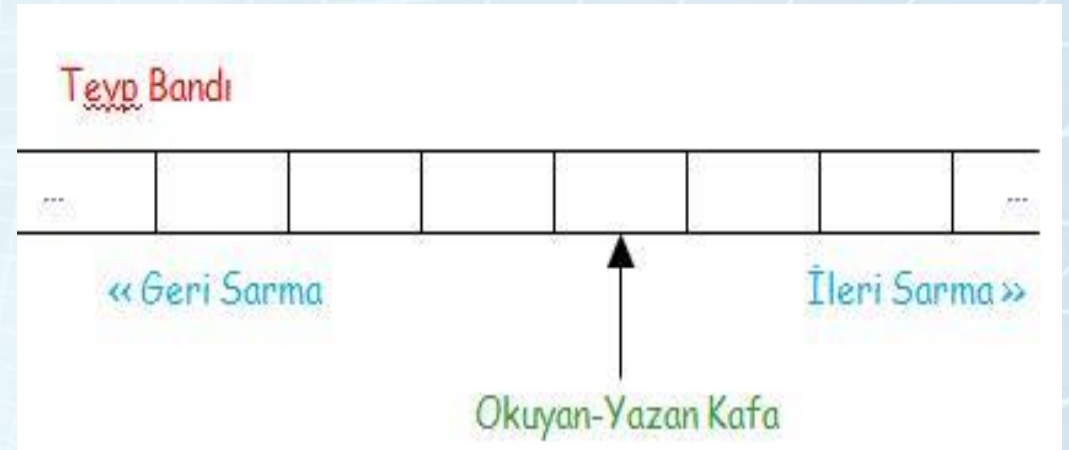 Teyp Bandı
... ...
<< Geri Sarma İleri Sarma >>
Okuyan-Yazan Kafa